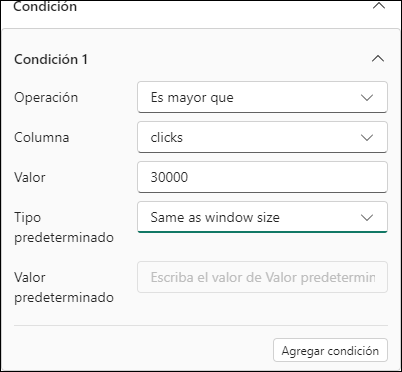 Condición
Condición 1
Operación
Es mayor que
Columna
clicks
Valor
30000
Tipo
predeterminado
Same as window size
Valor
predeterminado
Escriba el valor de Valor predetermin
Agregar condición